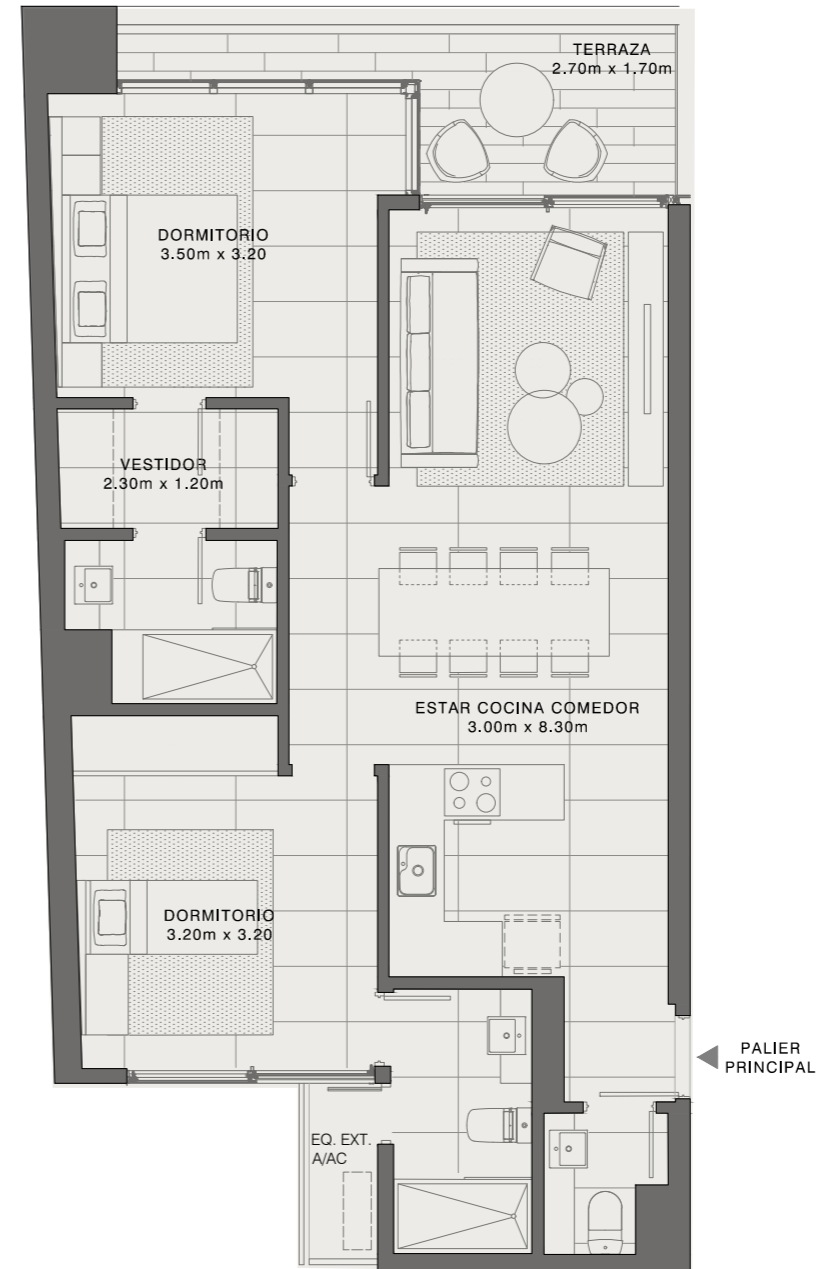 TERRAZA
2.70m x 1.70m
DORMITORIO
3.50m x 3.20
VESTIDOR
2.30m x 1.20m
ESTAR COCINA COMEDOR
3.00m x 8.30m
DORMITORIO
3.20m x 3.20
PALIER
PRINCIPAL
EQ. EXT.
A/AC